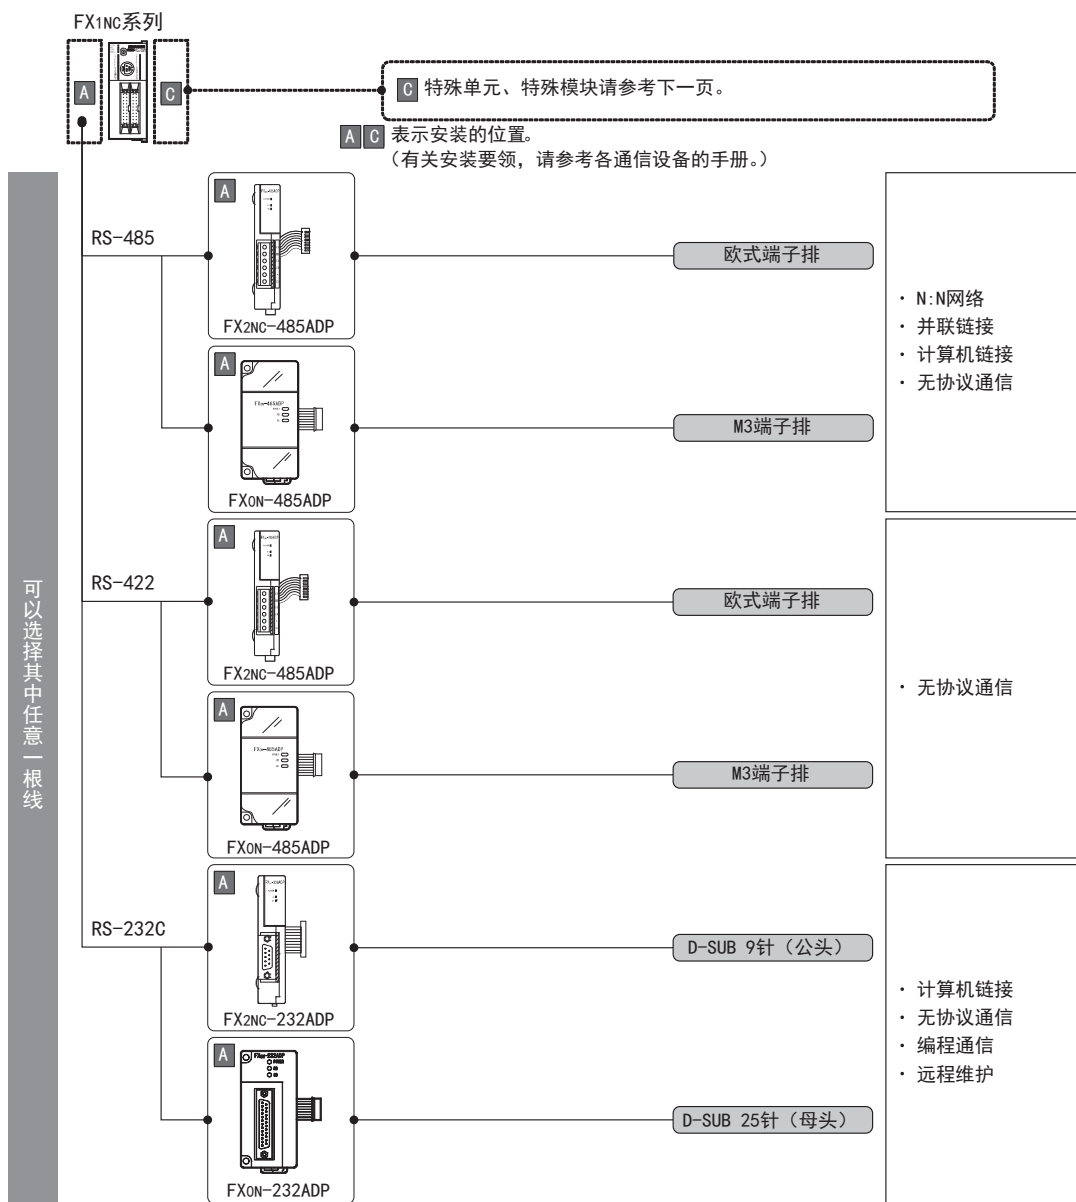 FX1NC系列
A
C
C 特殊单元、特殊模块请参考下一页。
A C 表示安装的位置。
（有关安装要领，请参考各通信设备的手册。）
可以选择其中任意一根线
RS-485
A
FX2NC-485ADP
欧式端子排
A
FX0N-485ADP
M3端子排
· N:N网络
· 并联链接
· 计算机链接
· 无协议通信
RS-422
A
FX2NC-485ADP
欧式端子排
A
FX0N-485ADP
M3端子排
· 无协议通信
RS-232C
A
FX2NC-232ADP
D-SUB 9针（公头）
A
FX0N-232ADP
D-SUB 25针（母头）
· 计算机链接
· 无协议通信
· 编程通信
· 远程维护